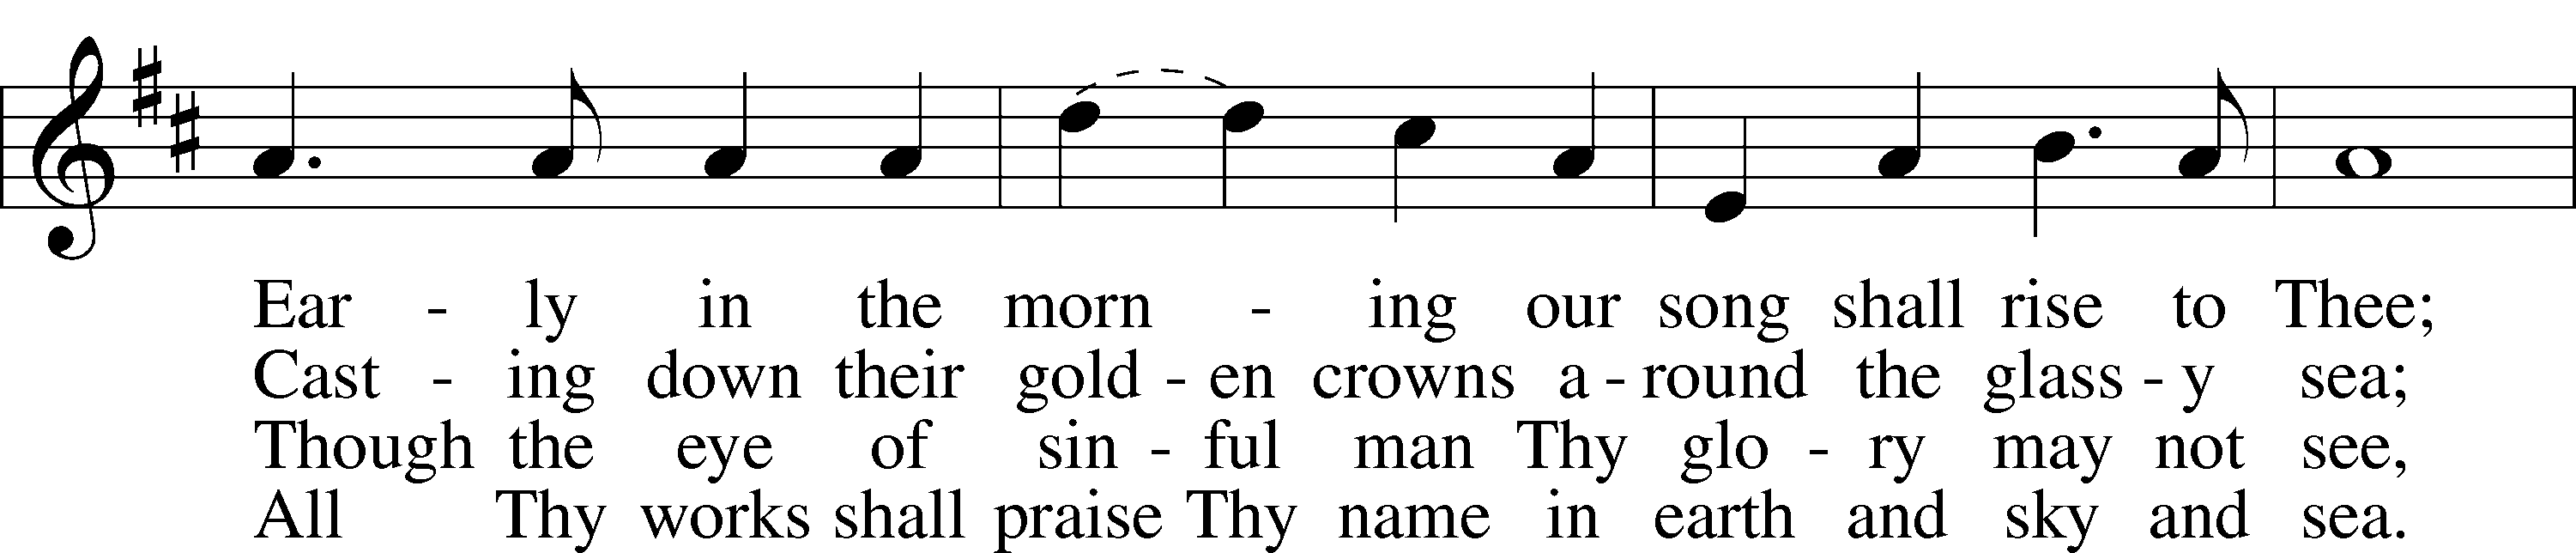 Ear - ly in the morn - ing our song shall rise to Thee;
Cast - ing down their gold - en crowns a - round the glass - y sea;
Though the eye of sin - ful man Thy glo - ry may not see,
All Thy works shall praise Thy name in earth and sky and sea.